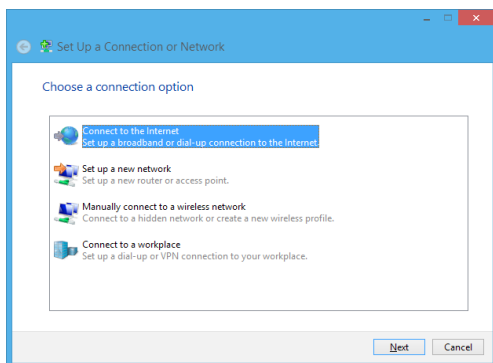 Set Up a Connection or Network
Choose a connection option
Connect to the Internet
Set up a broadband or dial-up connection to the Internet.
Set up a new network
Set up a new router or access point.
Manually connect to a wireless network
Connect to a hidden network or create a new wireless profile.
Connect to a workplace
Set up a dial-up or VPN connection to your workplace.
Next Cancel